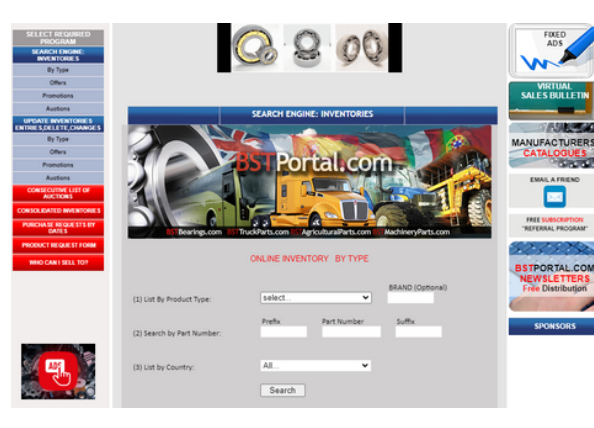 SELECT REQUIRED
PROGRAM
SEARCH ENGINE:
INVENTORIES
By Type
Offers
Promotions
Auctions
UPDATE INVENTORIES
ENTRIES,DELETE,CHANGES
By Type
Offers
Promotions
Auctions
CONSECUTIVE LIST OF
AUCTIONS
CONSOLIDATED INVENTORIES
PURCHASE REQUESTS BY
DATES
PRODUCT REQUEST FORM
WHO CAN I SELL TO?
ADS
SEARCH ENGINE: INVENTORIES
BSTPortal.com
BSTBearings.com BSTTruckParts.com BSTAgriculturalParts.com BSTMachineryParts.com
ONLINE INVENTORY BY TYPE
BRAND (Optional)
(1) List By Product Type:
select...
Prefix Part Number Suffix
(2) Search by Part Number:
(3) List by Country:
All...
Search
FIXED
ADS
VIRTUAL
SALES BULLETIN
MANUFACTURERS
CATALOGUES
EMAIL A FRIEND
FREE SUBSCRIPTION
"REFERRAL PROGRAM"
BSTPORTAL.COM
NEWSLETTERS
Free Distribution
SPONSORS